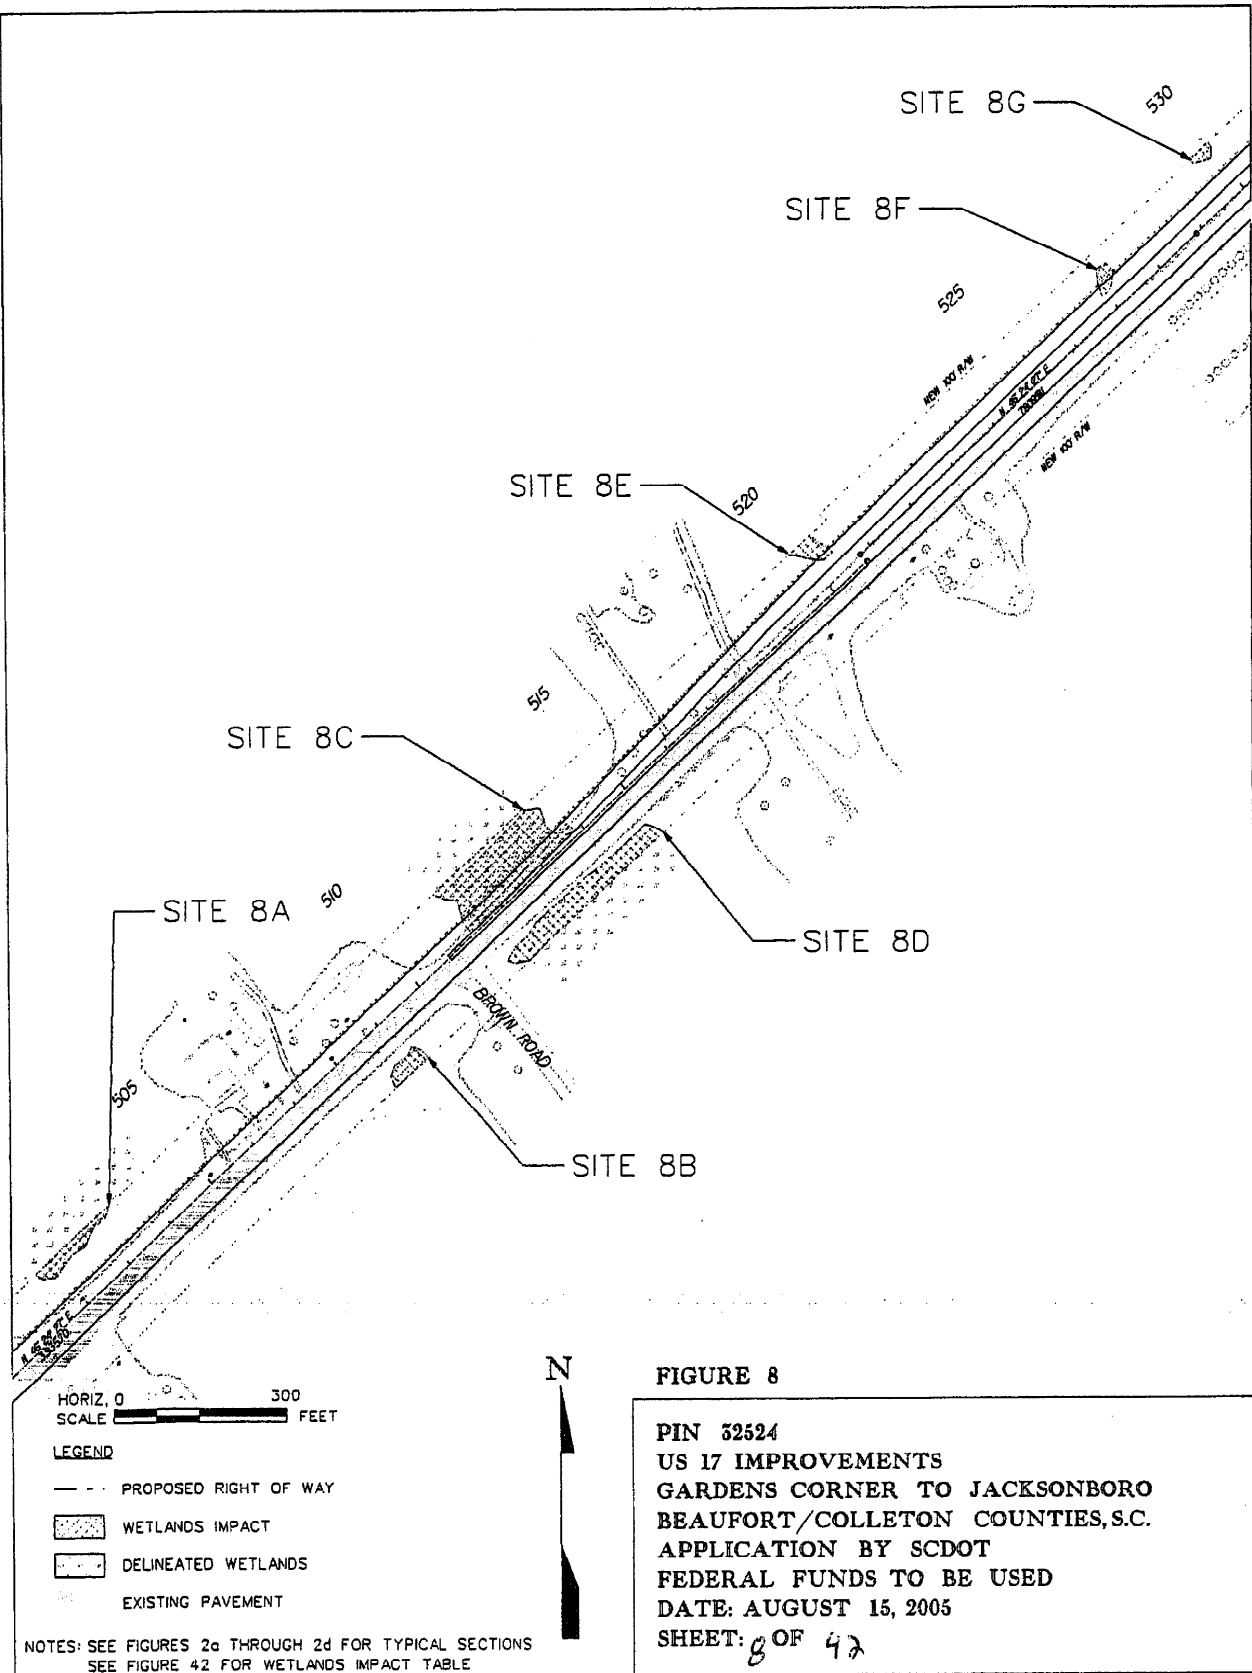 SITE 8G
530
SITE 8F
525
NEW 100' R/W
NEW 100' R/W
SITE 8E
520
515
SITE 8C
510
SITE 8A
SITE 8D
BROWN ROAD
505
SITE 8B
HORIZ. 0 300
SCALE FEET
LEGEND
PROPOSED RIGHT OF WAY
WETLANDS IMPACT
DELINEATED WETLANDS
EXISTING PAVEMENT
NOTES: SEE FIGURES 2a THROUGH 2d FOR TYPICAL SECTIONS
SEE FIGURE 42 FOR WETLANDS IMPACT TABLE
N
FIGURE 8
PIN 32524
US 17 IMPROVEMENTS
GARDENS CORNER TO JACKSONBORO
BEAUFORT/COLLETON COUNTIES, S.C.
APPLICATION BY SCDOT
FEDERAL FUNDS TO BE USED
DATE: AUGUST 15, 2005
SHEET: 8 OF 42